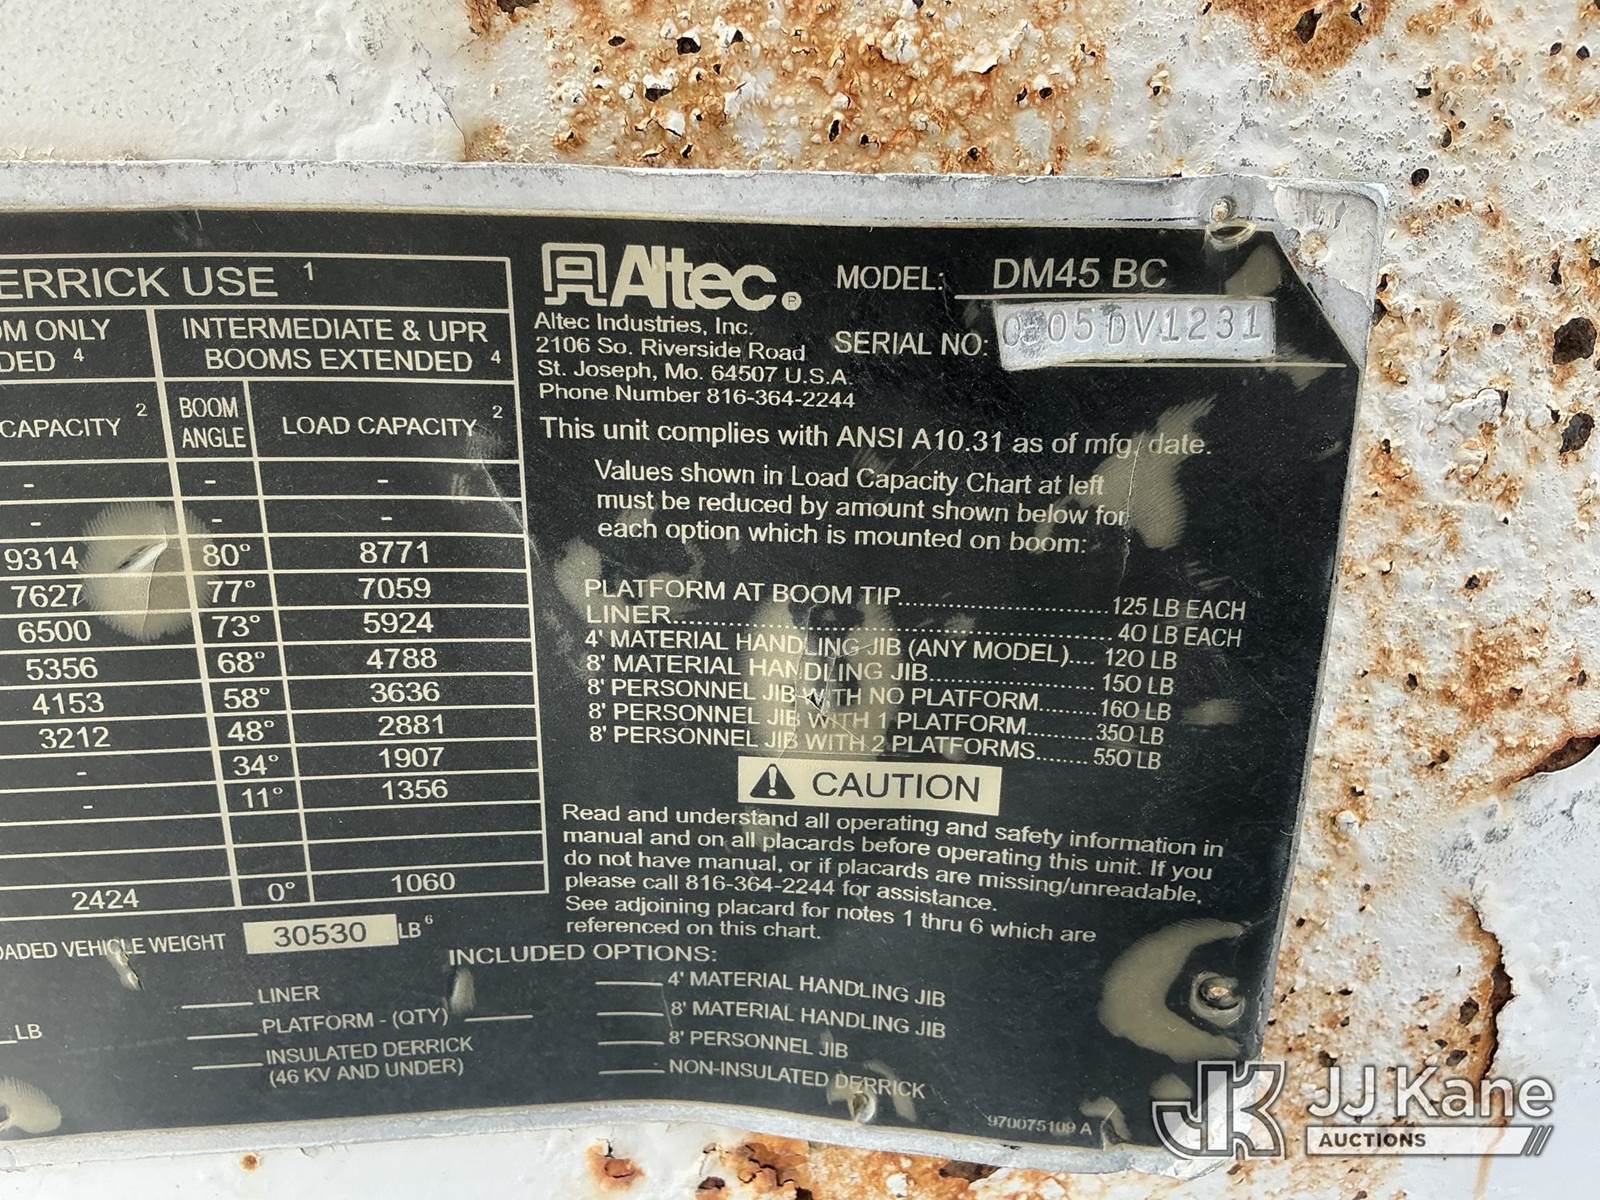 ERRICK USE 1
OM ONLY
DED 4
INTERMEDIATE & UPR
BOOMS EXTENDED 4
CAPACITY 2
BOOM
ANGLE
LOAD CAPACITY 2
- - -
- - -
9314 80° 8771
7627 77° 7059
6500 73° 5924
5356 68° 4788
4153 58° 3636
3212 48° 2881
- 34° 1907
- 11° 1356
2424 0° 1060
OADED VEHICLE WEIGHT 30530 LB 6
Altec
MODEL: DM45 BC
SERIAL NO: DV1231
Altec Industries, Inc.
2106 So. Riverside Road
St. Joseph, Mo. 64507 U.S.A.
Phone Number 816-364-2244
This unit complies with ANSI A10.31 as of mfg. date.
Values shown in Load Capacity Chart at left
must be reduced by amount shown below for
each option which is mounted on boom:
PLATFORM AT BOOM TIP..............................125 LB EACH
LINER................................................................40 LB EACH
4' MATERIAL HANDLING JIB (ANY MODEL)....120 LB
8' MATERIAL HANDLING JIB........................150 LB
8' PERSONNEL JIB WITH NO PLATFORM.........160 LB
8' PERSONNEL JIB WITH 1 PLATFORM..........350 LB
8' PERSONNEL JIB WITH 2 PLATFORMS........550 LB
CAUTION
Read and understand all operating and safety information in
manual and on all placards before operating this unit. If you
do not have manual, or if placards are missing/unreadable,
please call 816-364-2244 for assistance.
See adjoining placard for notes 1 thru 6 which are
referenced on this chart.
INCLUDED OPTIONS:
LB
LINER
PLATFORM - (QTY)
INSULATED DERRICK
(46 KV AND UNDER)
4' MATERIAL HANDLING JIB
8' MATERIAL HANDLING JIB
8' PERSONNEL JIB
NON-INSULATED DERRICK
970075109 A
JK JJ Kane
AUCTIONS